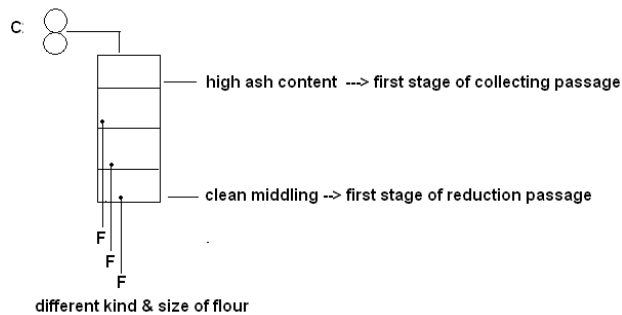 C:
high ash content ---> first stage of collecting passage
clean middling --> first stage of reduction passage
F
F
F
different kind & size of flour